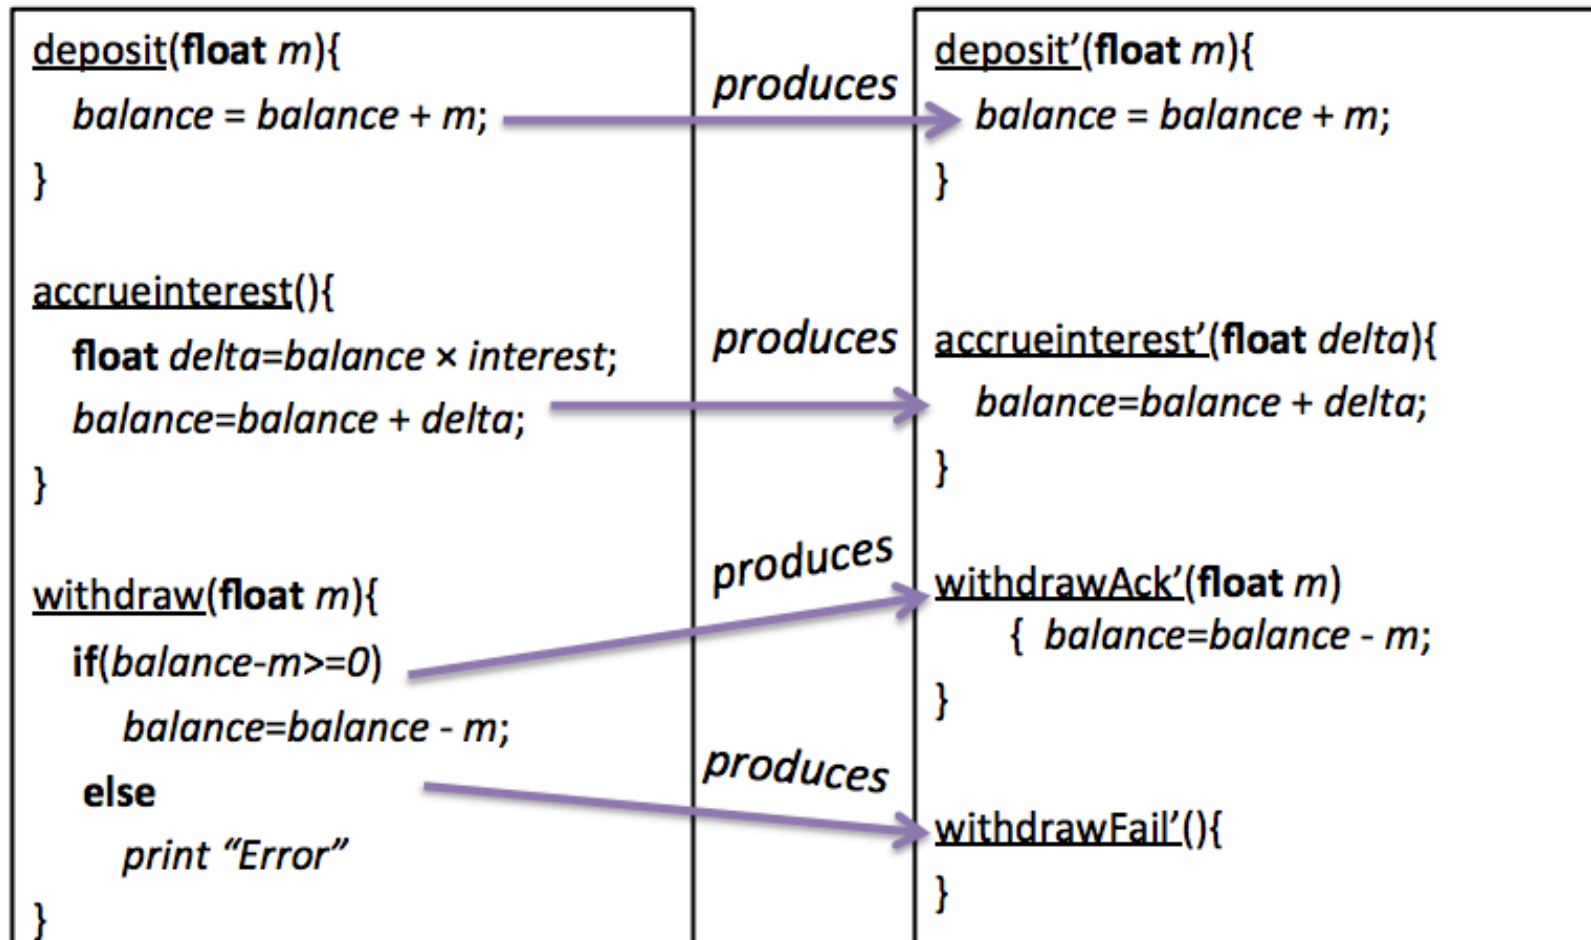 deposit(float m){
balance = balance + m;
}
accrueinterest(){
float delta=balance × interest;
balance=balance + delta;
}
withdraw(float m){
if(balance-m>=0)
balance=balance - m;
else
print “Error”
}
produces
produces
produces
produces
deposit’(float m){
balance = balance + m;
}
accrueinterest’(float delta){
balance=balance + delta;
}
withdrawAck’(float m)
{ balance=balance - m;
}
withdrawFail’(){
}